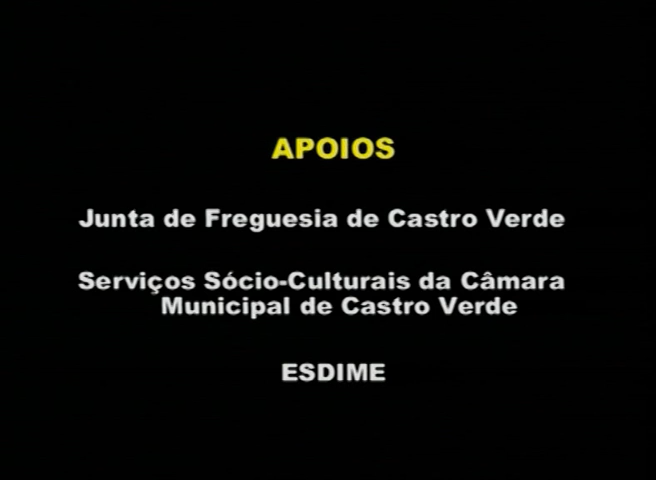 APOIOS
Junta de Freguesia de Castro Verde
Serviços Sócio-Culturais da Câmara
Municipal de Castro Verde
ESDIME